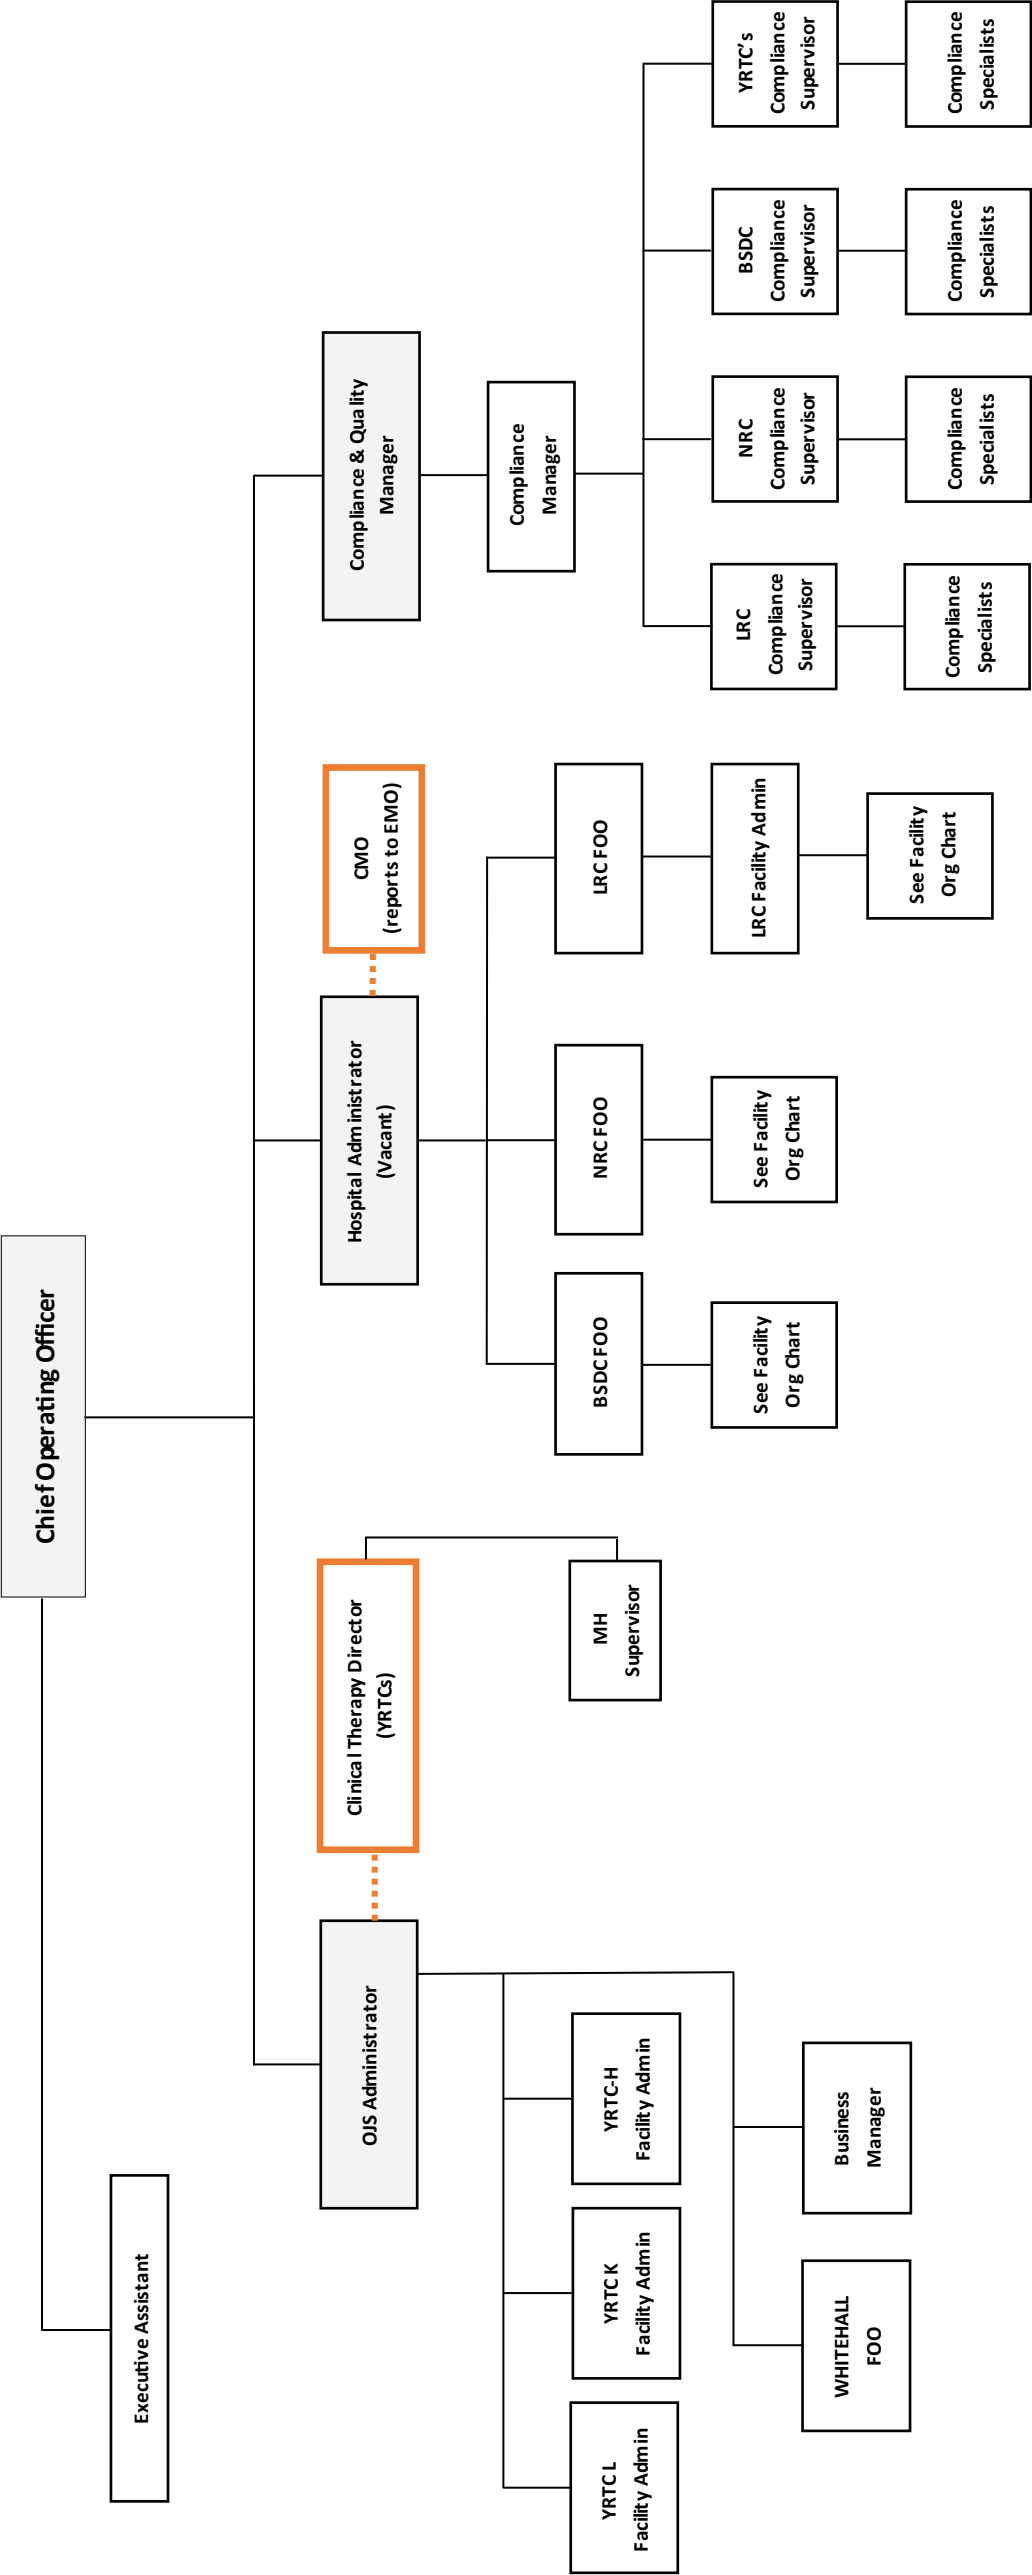 Chief Operating Officer
Executive Assistant
OJS Administrator
Clinical Therapy Director
(YRTCs)
Hospital Administrator
(Vacant)
CMO
(reports to EMO)
Compliance & Quality
Manager
Compliance
Manager
YRTC L
Facility Admin
YRTC K
Facility Admin
YRTC-H
Facility Admin
MH
Supervisor
BSDC FOO
NRC FOO
LRC FOO
WHITEHALL
FOO
Business
Manager
See Facility
Org Chart
See Facility
Org Chart
LRC Facility Admin
See Facility
Org Chart
LRC
Compliance
Supervisor
NRC
Compliance
Supervisor
BSDC
Compliance
Supervisor
YRTC’s
Compliance
Supervisor
Compliance
Specialists
Compliance
Specialists
Compliance
Specialists
Compliance
Specialists